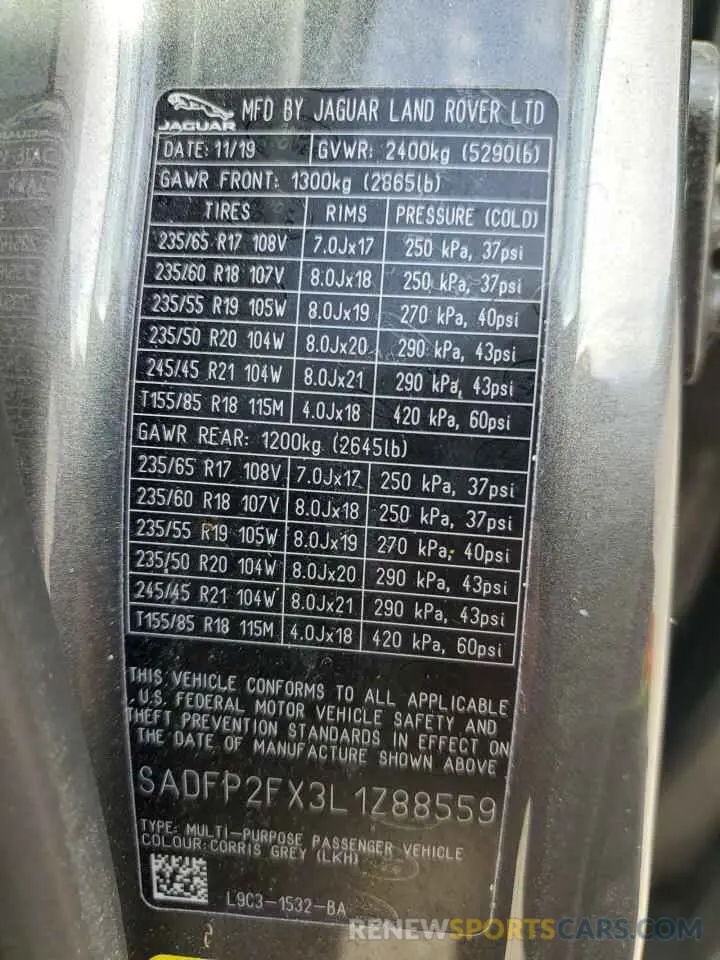 JAGUAR MFD BY JAGUAR LAND ROVER LTD
DATE: 11/19 GVWR: 2400kg (5290lb)
GAWR FRONT: 1300kg (2865lb)
TIRES RIMS PRESSURE (COLD)
235/65 R17 108V 7.0Jx17 250 kPa, 37psi
235/60 R18 107V 8.0Jx18 250 kPa, 37psi
235/55 R19 105W 8.0Jx19 270 kPa, 40psi
235/50 R20 104W 8.0Jx20 290 kPa, 43psi
245/45 R21 104W 8.0Jx21 290 kPa, 43psi
T155/85 R18 115M 4.0Jx18 420 kPa, 60psi
GAWR REAR: 1200kg (2645lb)
235/65 R17 108V 7.0Jx17 250 kPa, 37psi
235/60 R18 107V 8.0Jx18 250 kPa, 37psi
235/55 R19 105W 8.0Jx19 270 kPa, 40psi
235/50 R20 104W 8.0Jx20 290 kPa, 43psi
245/45 R21 104W 8.0Jx21 290 kPa, 43psi
T155/85 R18 115M 4.0Jx18 420 kPa, 60psi
THIS VEHICLE CONFORMS TO ALL APPLICABLE
U.S. FEDERAL MOTOR VEHICLE SAFETY AND
THEFT PREVENTION STANDARDS IN EFFECT ON
THE DATE OF MANUFACTURE SHOWN ABOVE.
SADFP2FX3L1Z88559
TYPE: MULTI-PURPOSE PASSENGER VEHICLE
COLOUR:CORRIS GREY (LKH)
L9C3-1532-BA
RENEWSPORTCARS.COM